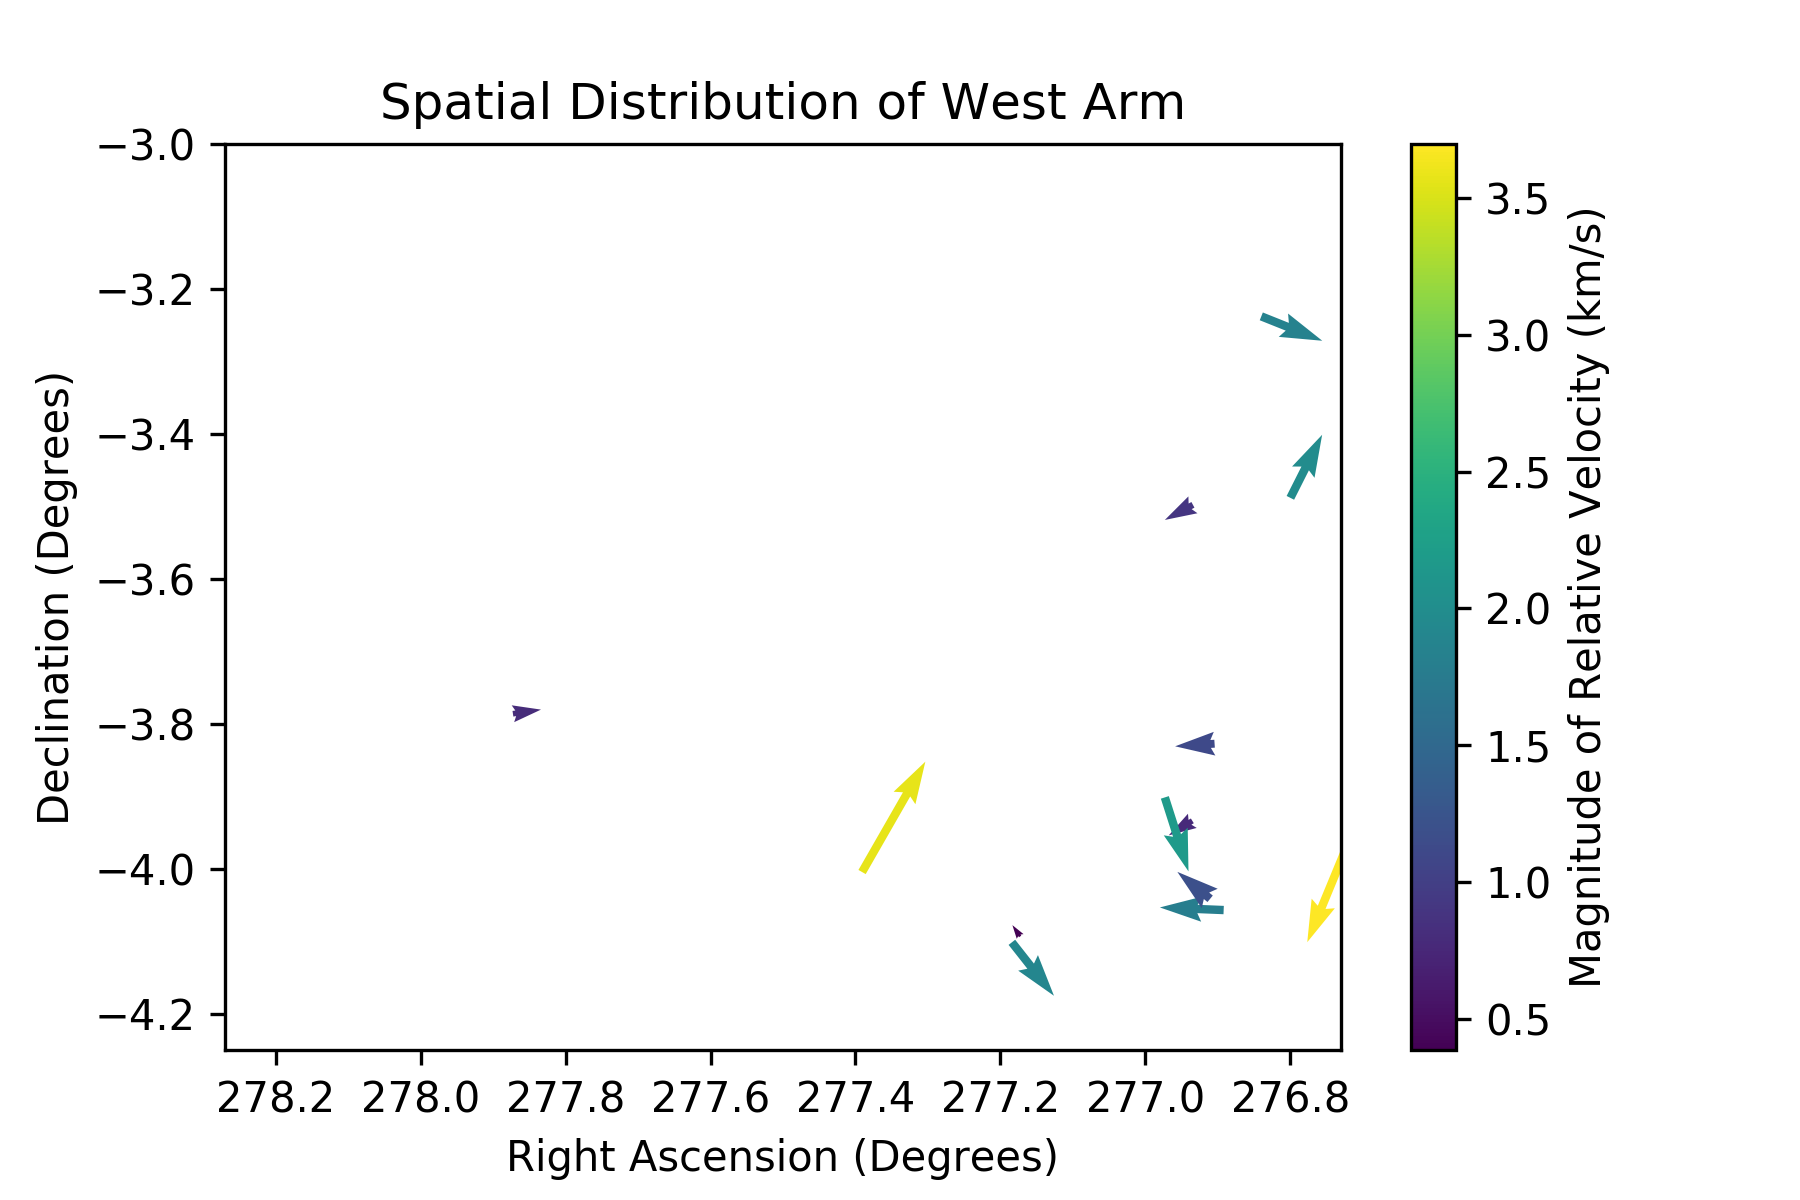 Spatial Distribution of West Arm
−3.0
−3.2
−3.4
−3.6
−3.8
−4.0
−4.2
Declination (Degrees)
278.2 278.0 277.8 277.6 277.4 277.2 277.0 276.8
Right Ascension (Degrees)
3.5
3.0
2.5
2.0
1.5
1.0
0.5
Magnitude of Relative Velocity (km/s)